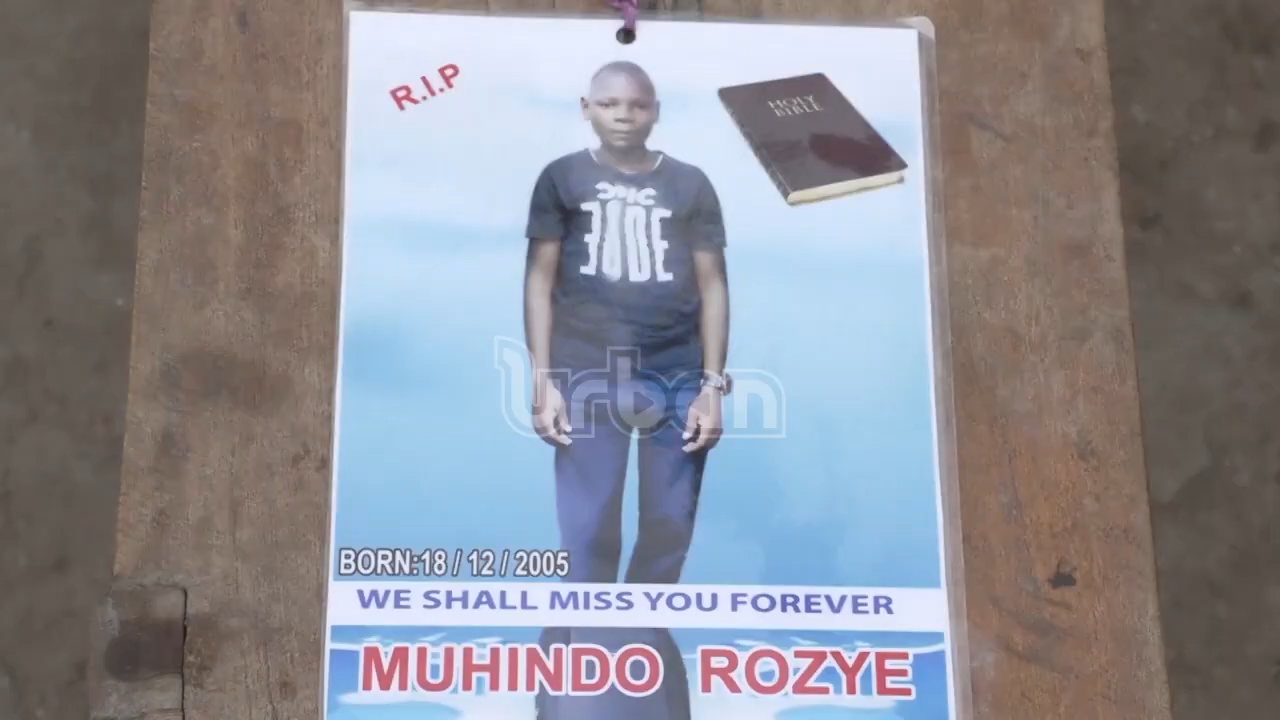 R.I.P
HOLY
BIBLE
urban
BORN:18 / 12 / 2005
WE SHALL MISS YOU FOREVER
MUHINDO ROZYE